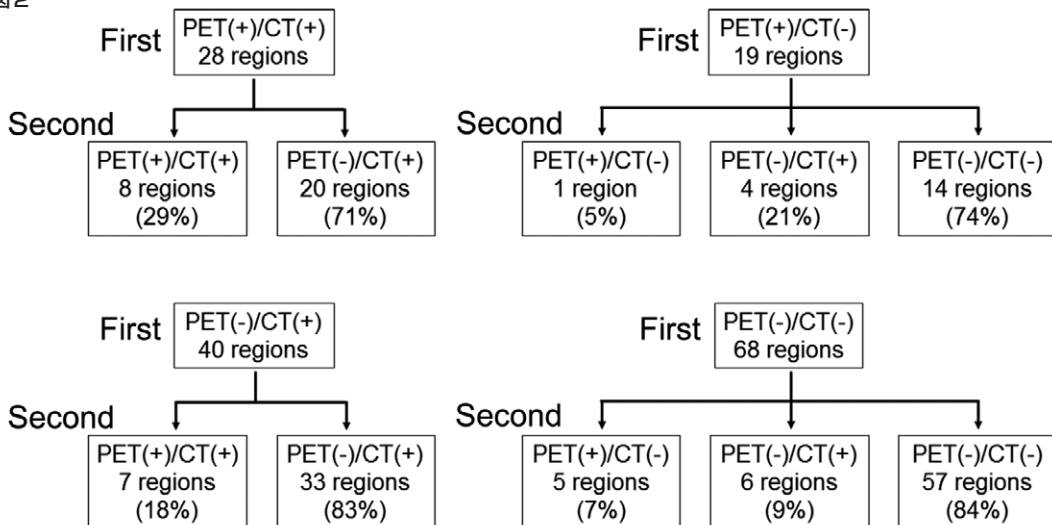 First
PET(+)/CT(+)
28 regions
Second
PET(+)/CT(+)
8 regions
(29%)
PET(-)/CT(+)
20 regions
(71%)
First
PET(+)/CT(-)
19 regions
Second
PET(+)/CT(-)
1 region
(5%)
PET(-)/CT(+)
4 regions
(21%)
PET(-)/CT(-)
14 regions
(74%)
First
PET(-)/CT(+)
40 regions
Second
PET(+)/CT(+)
7 regions
(18%)
PET(-)/CT(+)
33 regions
(83%)
First
PET(-)/CT(-)
68 regions
Second
PET(+)/CT(-)
5 regions
(7%)
PET(-)/CT(+)
6 regions
(9%)
PET(-)/CT(-)
57 regions
(84%)